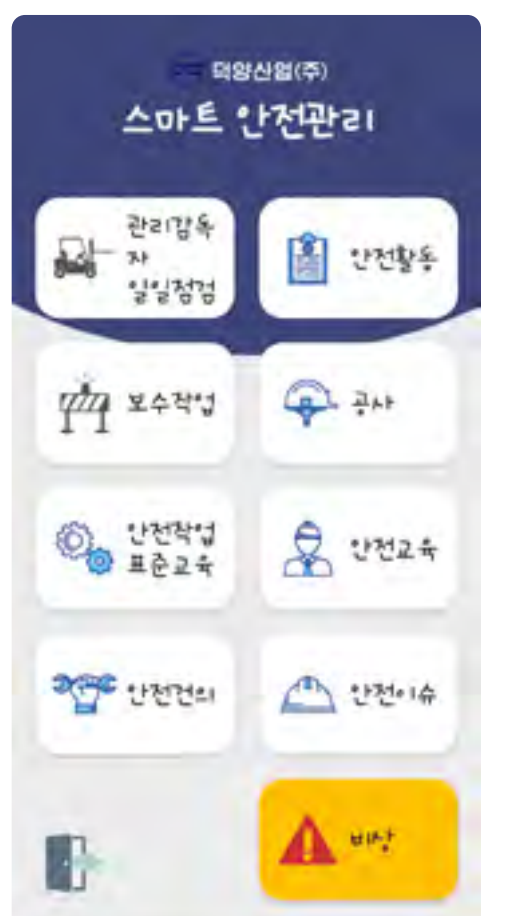 덕양산업(주)
스마트 안전관리
관리감독
자
일일점검
안전활동
보수작업
공사
안전작업
표준교육
안전교육
안전건의
안전이슈
비상